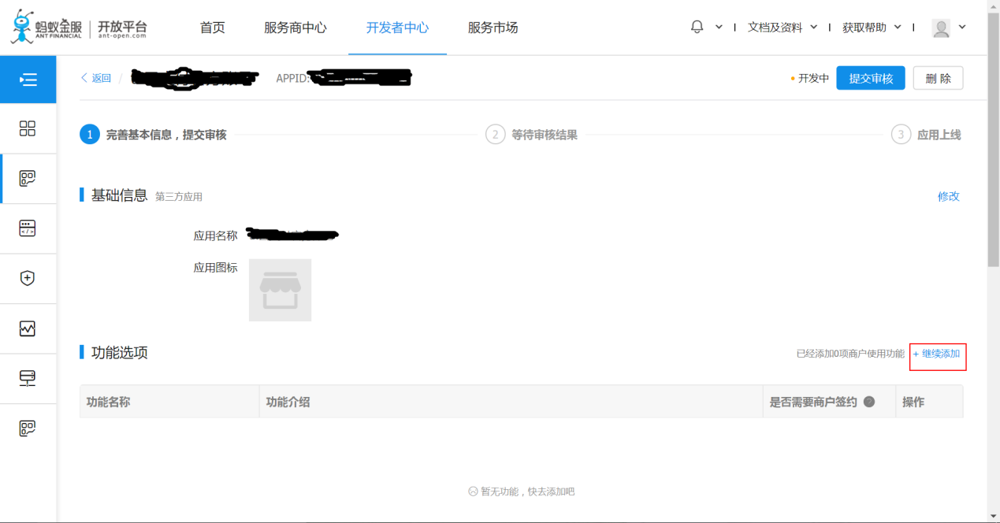 蚂蚁金服 开放平台
ANT FINANCIAL ant-open.com
首页 服务商中心 开发者中心 服务市场
文档及资料 获取帮助
返回 / APPID:
开发中 提交审核 删 除
1 完善基本信息，提交审核 2 等待审核结果 3 应用上线
基础信息 第三方应用 修改
应用名称
应用图标
功能选项 已经添加0项商户使用功能 + 继续添加
功能名称 功能介绍 是否需要商户签约 ? 操作
暂无功能，快去添加吧